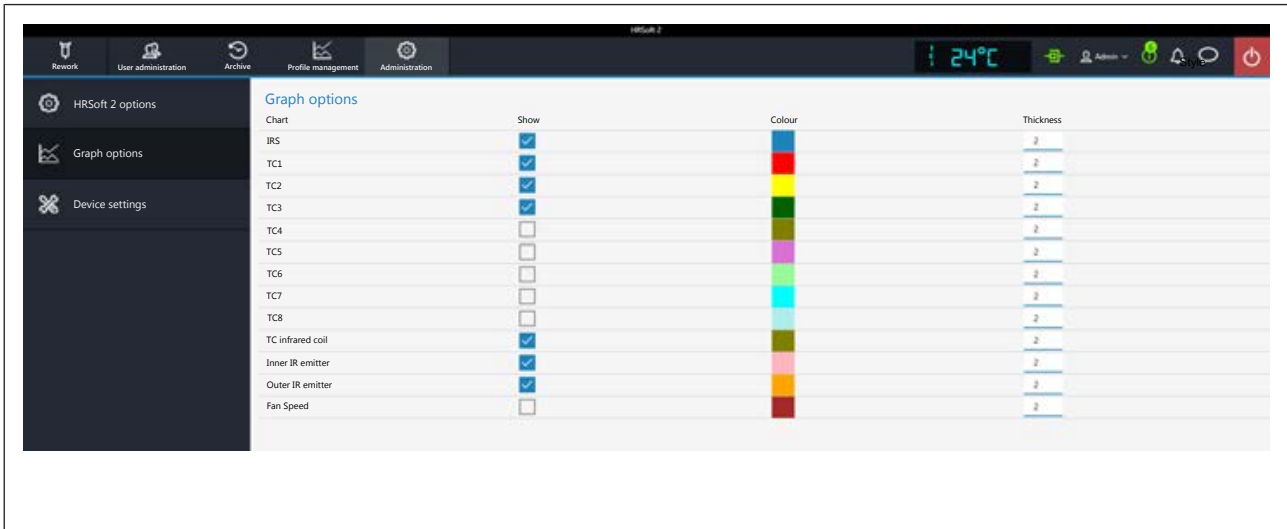 HRSoft 2
Rework User administration Archive Profile management Administration 1 24°C Admin 1 Style
HRSoft 2 options
Graph options
Device settings
Graph options
Chart Show Colour Thickness
IRS 2
TC1 2
TC2 2
TC3 2
TC4 2
TC5 2
TC6 2
TC7 2
TC8 2
TC infrared coil 2
Inner IR emitter 2
Outer IR emitter 2
Fan Speed 2